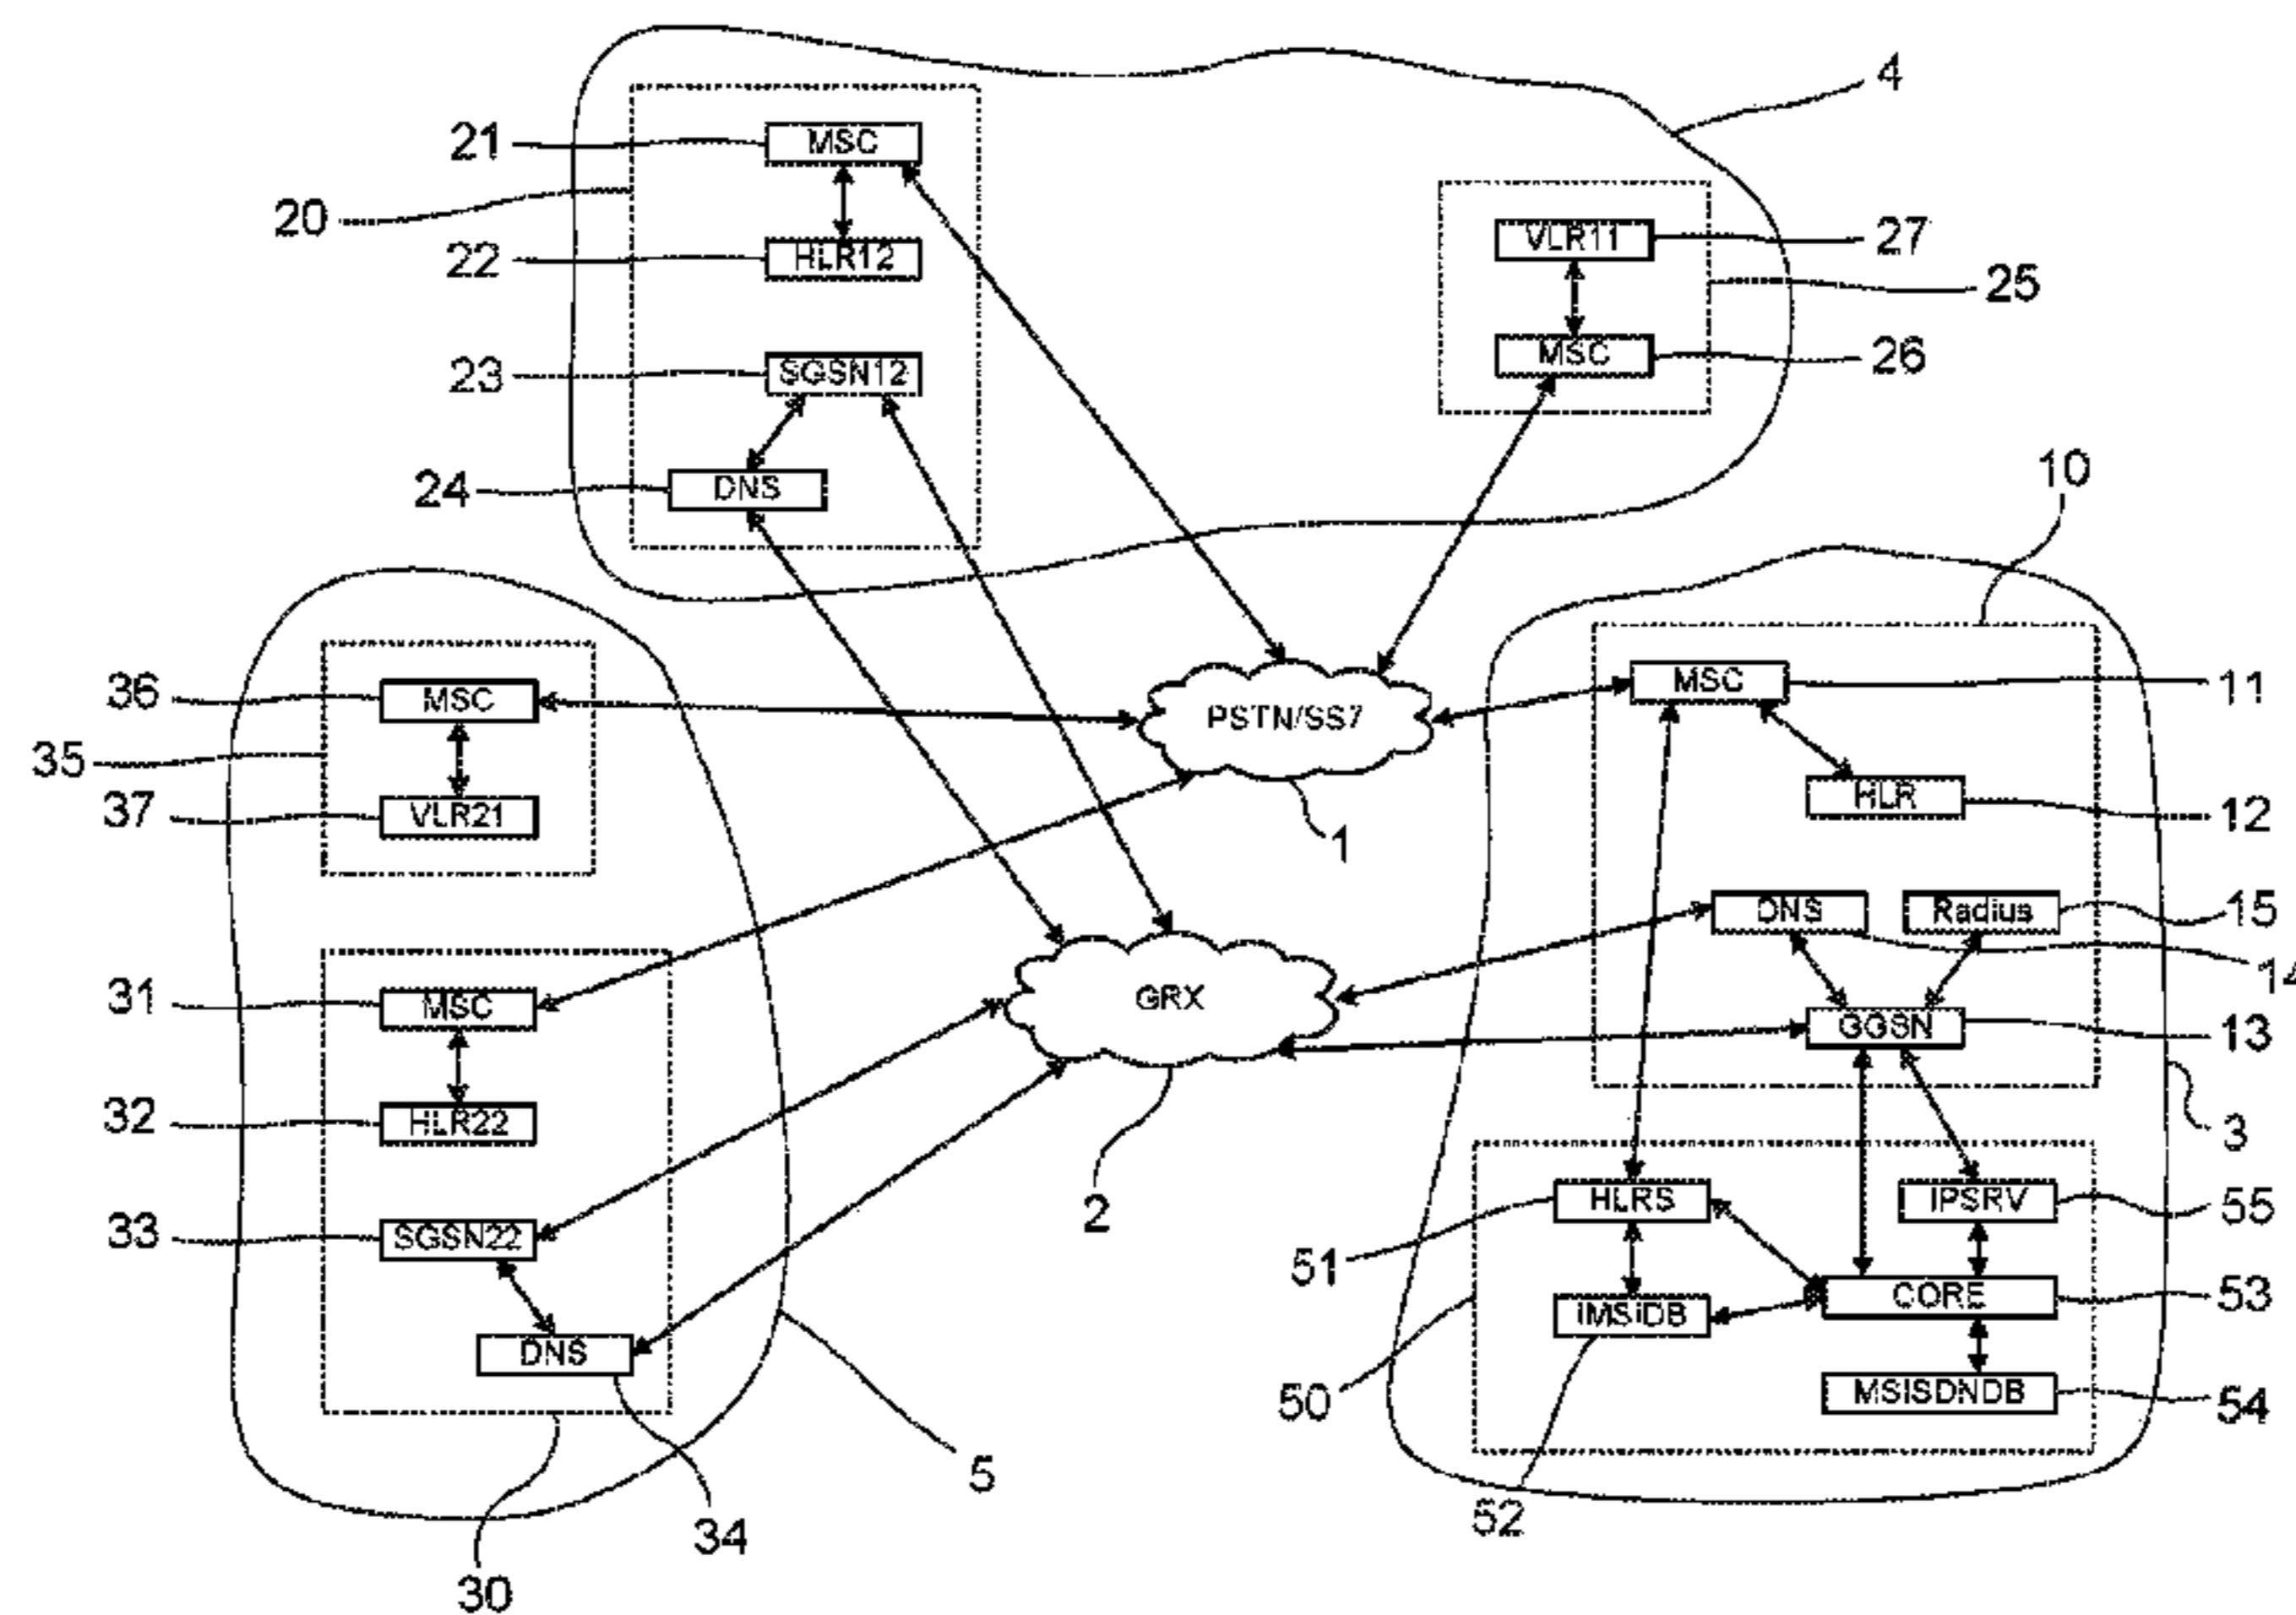 4
21
MSC
20
22
HLR12
VLR11
27
25
23
SGSN12
MSC
26
24
DNS
10
36
MSC
PSTN/SS7
MSC
11
35
37
VLR21
HLR
12
1
DNS
Radius
15
14
31
MSC
GRX
GGSN
13
32
HLR22
3
2
HLRS
IPSRV
55
33
SGSN22
51
CORE
53
IMSIDB
DNS
50
MSISDNDB
54
5
52
34
30